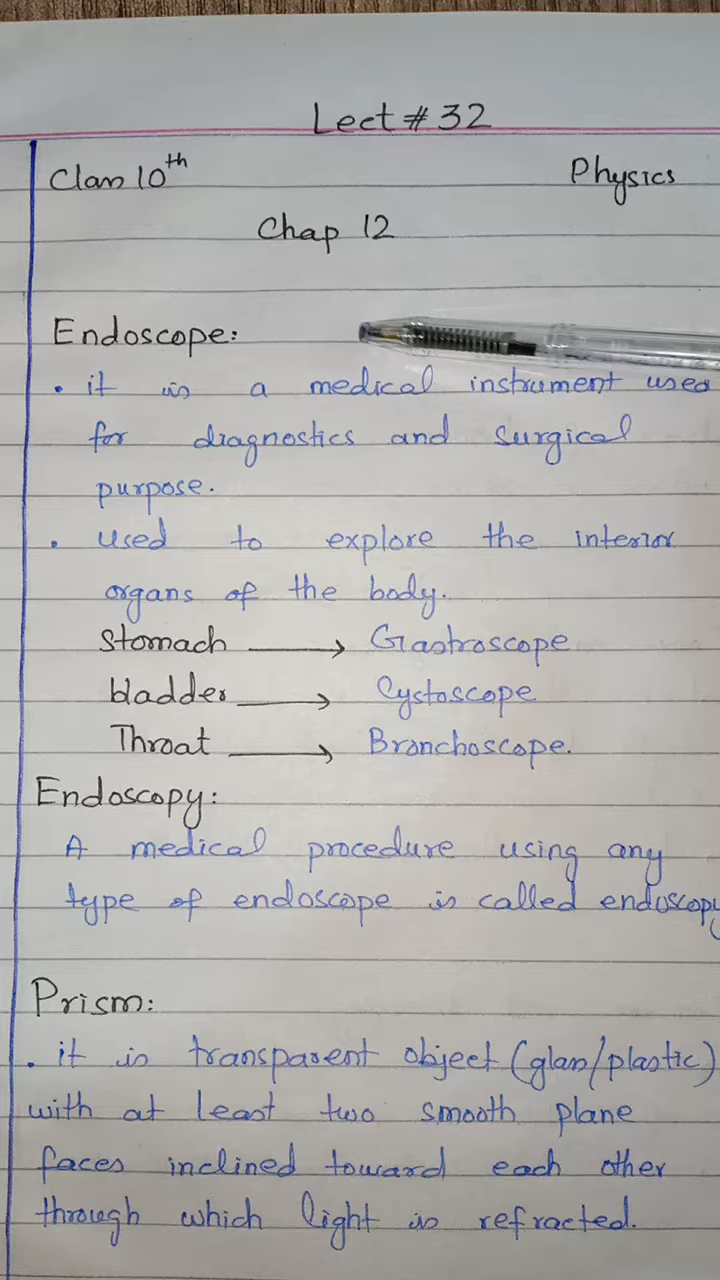 Lect # 32
Class 10th Physics
Chap 12
Endoscope:
• it is a medical instrument used
for diagnostics and surgical
purpose.
• used to explore the interior
organs of the body.
Stomach → Gastroscope
bladder → Cystoscope
Throat → Bronchoscope.
Endoscopy:
A medical procedure using any
type of endoscope is called endoscopy
Prism:
• it is transparent object (glass/plastic)
with at least two smooth plane
faces inclined toward each other
through which light is refracted.